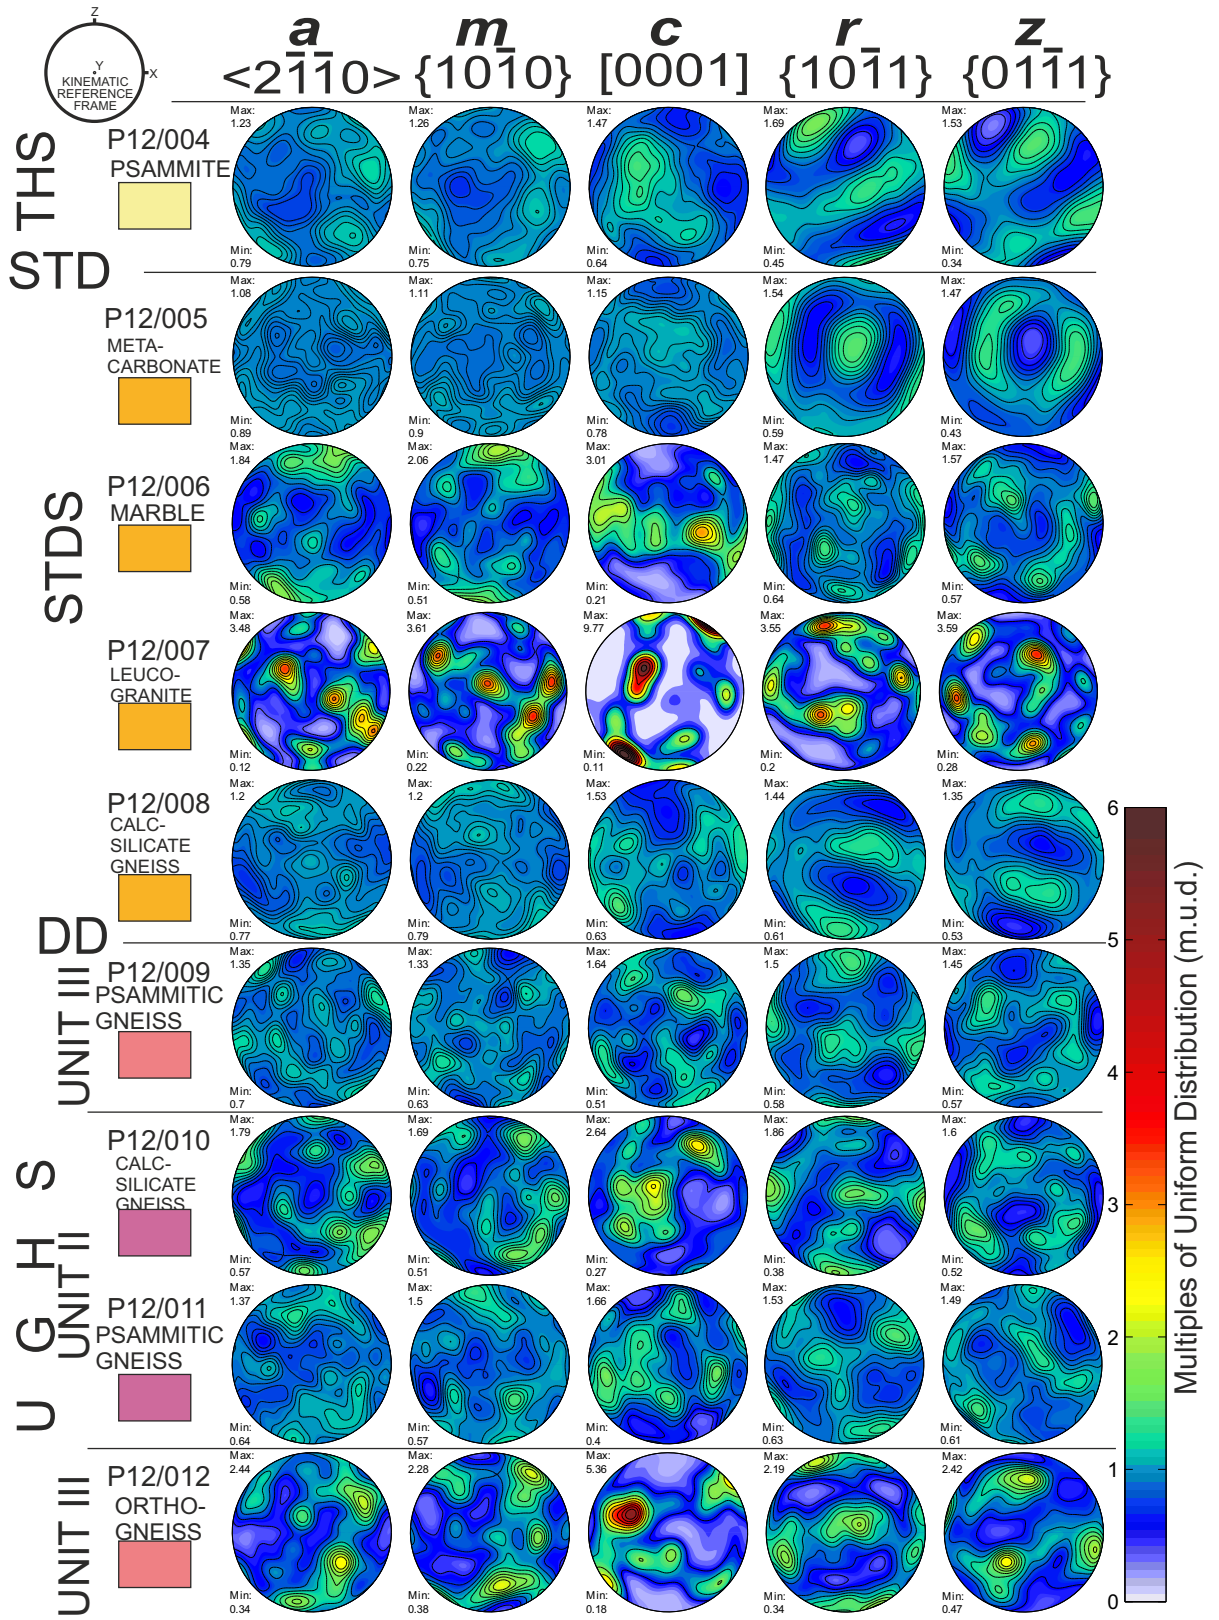 Z
Y
X
KINEMATIC
REFERENCE
FRAME
a m c r z
<2̄1̄10> {101̄0} [0001] {101̄1} {011̄1}
THS
P12/004
PSAMMITE
Max: 1.23 Max: 1.26 Max: 1.47 Max: 1.69 Max: 1.53
Min: 0.79 Min: 0.75 Min: 0.64 Min: 0.45 Min: 0.34
STD
STDS
P12/005
META-
CARBONATE
Max: 1.08 Max: 1.11 Max: 1.15 Max: 1.54 Max: 1.47
Min: 0.89 Min: 0.9 Min: 0.78 Min: 0.59 Min: 0.43
P12/006
MARBLE
Max: 1.84 Max: 2.06 Max: 3.01 Max: 1.47 Max: 1.57
Min: 0.58 Min: 0.51 Min: 0.21 Min: 0.64 Min: 0.57
P12/007
LEUCO-
GRANITE
Max: 3.48 Max: 3.61 Max: 9.77 Max: 3.55 Max: 3.59
Min: 0.12 Min: 0.22 Min: 0.11 Min: 0.2 Min: 0.28
P12/008
CALC-
SILICATE
GNEISS
Max: 1.2 Max: 1.2 Max: 1.53 Max: 1.44 Max: 1.35
Min: 0.77 Min: 0.79 Min: 0.63 Min: 0.61 Min: 0.53
DD
UGHS
UNIT III
P12/009
PSAMMITIC
GNEISS
Max: 1.35 Max: 1.33 Max: 1.64 Max: 1.5 Max: 1.45
Min: 0.7 Min: 0.63 Min: 0.51 Min: 0.58 Min: 0.57
UNIT II
P12/010
CALC-
SILICATE
GNEISS
Max: 1.79 Max: 1.69 Max: 2.64 Max: 1.86 Max: 1.6
Min: 0.57 Min: 0.51 Min: 0.27 Min: 0.38 Min: 0.52
P12/011
PSAMMITIC
GNEISS
Max: 1.37 Max: 1.5 Max: 1.66 Max: 1.53 Max: 1.49
Min: 0.64 Min: 0.57 Min: 0.4 Min: 0.63 Min: 0.61
UNIT III
P12/012
ORTHO-
GNEISS
Max: 2.44 Max: 2.28 Max: 5.36 Max: 2.19 Max: 2.42
Min: 0.34 Min: 0.38 Min: 0.18 Min: 0.34 Min: 0.47
6
5
4
3
2
1
0
Multiples of Uniform Distribution (m.u.d.)